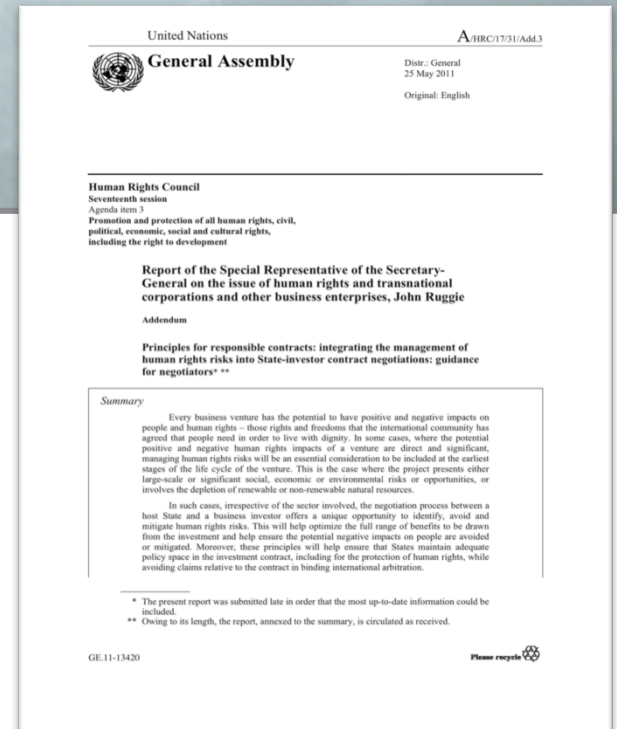 United Nations
A/HRC/17/31/Add.3
General Assembly
Distr.: General
25 May 2011
Original: English
Human Rights Council
Seventeenth session
Agenda item 3
Promotion and protection of all human rights, civil,
political, economic, social and cultural rights,
including the right to development
Report of the Special Representative of the Secretary-
General on the issue of human rights and transnational
corporations and other business enterprises, John Ruggie
Addendum
Principles for responsible contracts: integrating the management of
human rights risks into State-investor contract negotiations: guidance
for negotiators* **
Summary
Every business venture has the potential to have positive and negative impacts on
people and human rights – those rights and freedoms that the international community has
agreed that people need in order to live with dignity. In some cases, where the potential
positive and negative human rights impacts of a venture are direct and significant,
managing human rights risks will be an essential consideration to be included at the earliest
stages of the life cycle of the venture. This is the case where the project presents either
large-scale or significant social, economic or environmental risks or opportunities, or
involves the depletion of renewable or non-renewable natural resources.
In such cases, irrespective of the sector involved, the negotiation process between a
host State and a business investor offers a unique opportunity to identify, avoid and
mitigate human rights risks. This will help optimize the full range of benefits to be drawn
from the investment and help ensure the potential negative impacts on people are avoided
or mitigated. Moreover, these principles will help ensure that States maintain adequate
policy space in the investment contract, including for the protection of human rights, while
avoiding claims relative to the contract in binding international arbitration.
* The present report was submitted late in order that the most up-to-date information could be
included.
** Owing to its length, the report, annexed to the summary, is circulated as received.
GE.11-13420
Please recycle